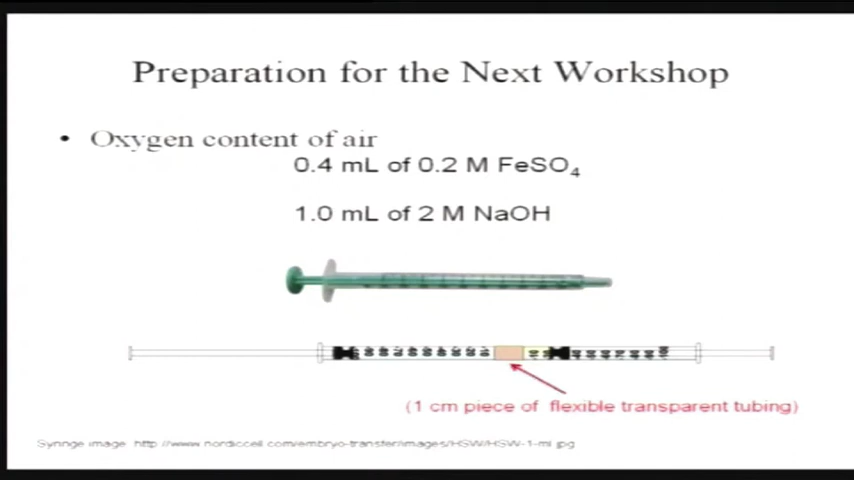 Preparation for the Next Workshop
• Oxygen content of air
0.4 mL of 0.2 M FeSO₄
1.0 mL of 2 M NaOH
(1 cm piece of flexible transparent tubing)
Syringe image: http://www.nordiccell.com/embryo-transfer/images/HSW/HSW-1-ml.jpg